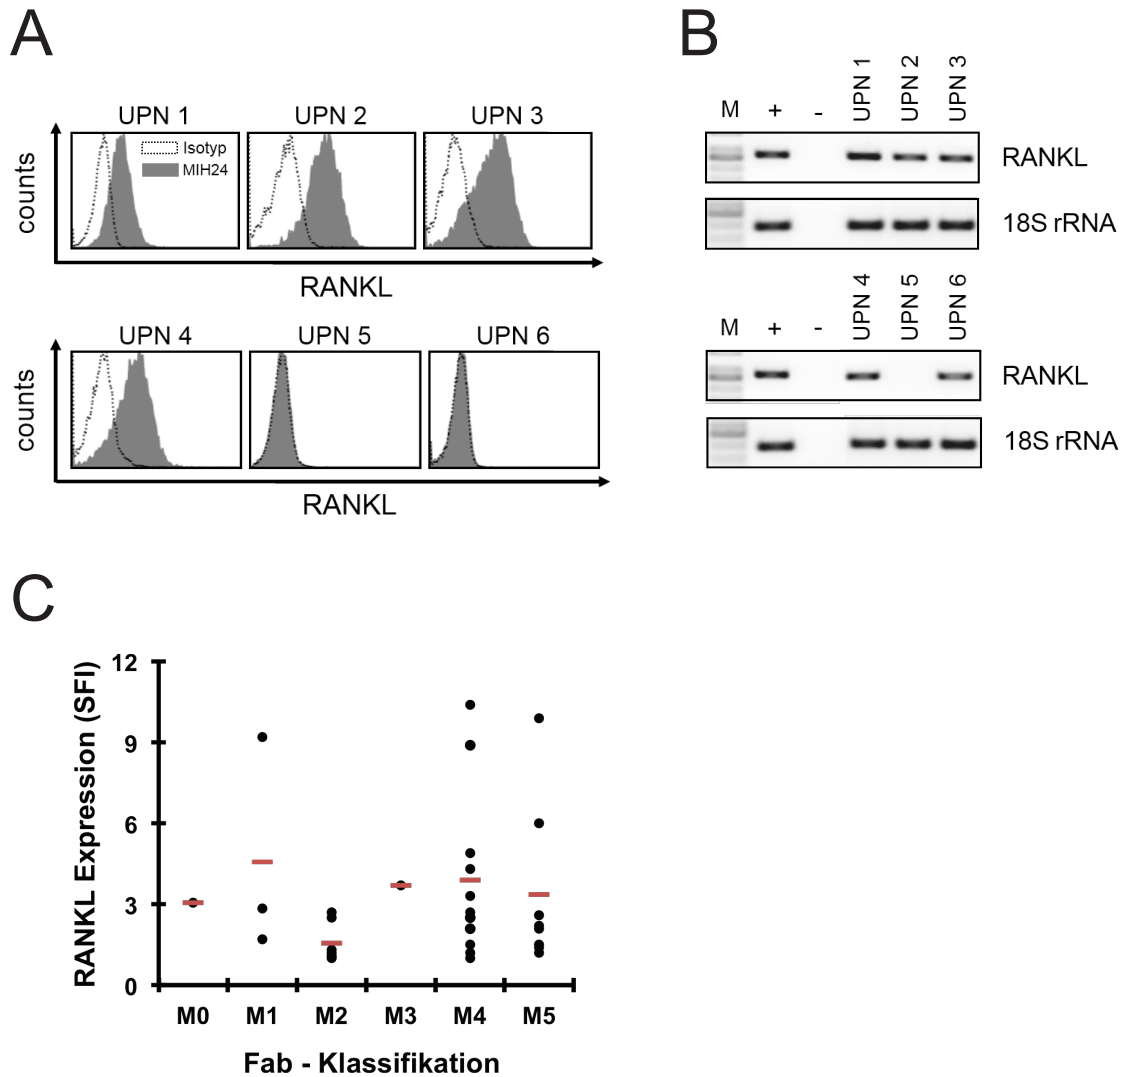 A
UPN 1 UPN 2 UPN 3
Isotyp
MIH24
counts
RANKL
UPN 4 UPN 5 UPN 6
counts
RANKL
B
M + - UPN 1 UPN 2 UPN 3
RANKL
18S rRNA
M + - UPN 4 UPN 5 UPN 6
RANKL
18S rRNA
C
RANKL Expression (SFI)
12
9
6
3
0
M0 M1 M2 M3 M4 M5
Fab - Klassifikation